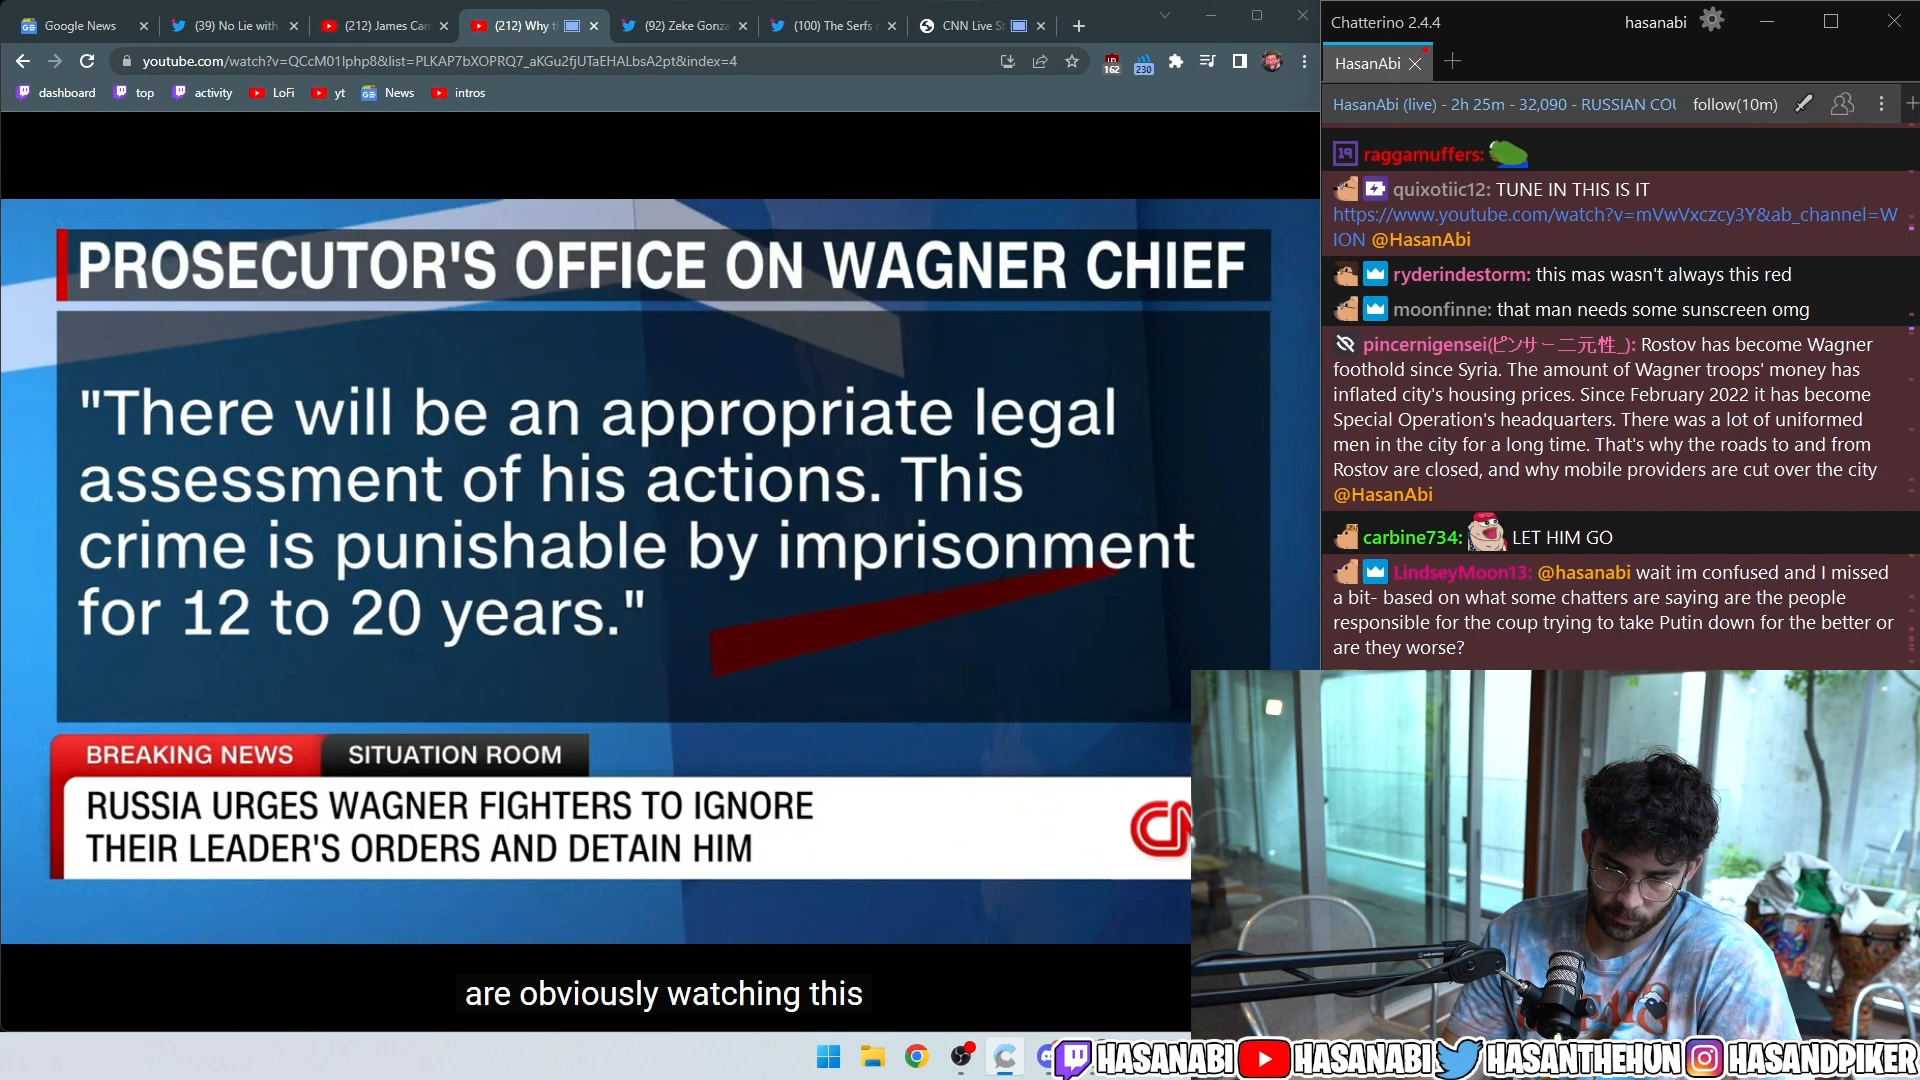 Google News
(39) No Lie with
(212) James Can
(212) Why t
(92) Zeke Gonza
(100) The Serfs
CNN Live St
youtube.com/watch?v=QCcM01lphp8&list=PLKAP7bXOPRQ7_aKGu2fjUTaEHALbsA2pt&index=4
162
230
dashboard
top
activity
LoFi
yt
News
intros
PROSECUTOR'S OFFICE ON WAGNER CHIEF
"There will be an appropriate legal
assessment of his actions. This
crime is punishable by imprisonment
for 12 to 20 years."
BREAKING NEWS
SITUATION ROOM
RUSSIA URGES WAGNER FIGHTERS TO IGNORE
THEIR LEADER'S ORDERS AND DETAIN HIM
CN
are obviously watching this
Chatterino 2.4.4
hasanabi
HasanAbi
HasanAbi (live) - 2h 25m - 32,090 - RUSSIAN COU
follow(10m)
19 raggamuffers:
quixotiic12: TUNE IN THIS IS IT
https://www.youtube.com/watch?v=mVwVxczcy3Y&ab_channel=W
ION @HasanAbi
ryderindestorm: this mas wasn't always this red
moonfinne: that man needs some sunscreen omg
pincernigensei(ピンサー二元性_): Rostov has become Wagner
foothold since Syria. The amount of Wagner troops' money has
inflated city's housing prices. Since February 2022 it has become
Special Operation's headquarters. There was a lot of uniformed
men in the city for a long time. That's why the roads to and from
Rostov are closed, and why mobile providers are cut over the city
@HasanAbi
carbine734: LET HIM GO
LindseyMoon13: @hasanabi wait im confused and I missed
a bit- based on what some chatters are saying are the people
responsible for the coup trying to take Putin down for the better or
are they worse?
HASANABI
HASANABI
HASANTHEHUN
HASANDPIKER